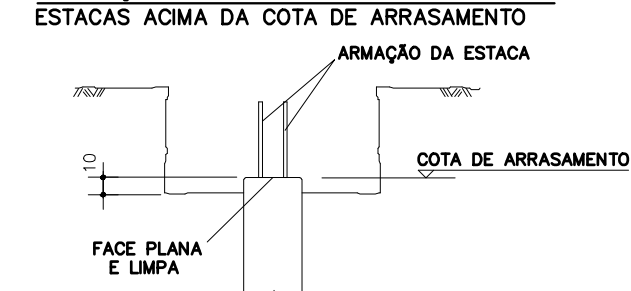 ESTACAS ACIMA DA COTA DE ARRASAMENTO
ARMAÇÃO DA ESTACA
10
COTA DE ARRASAMENTO
FACE PLANA
E LIMPA